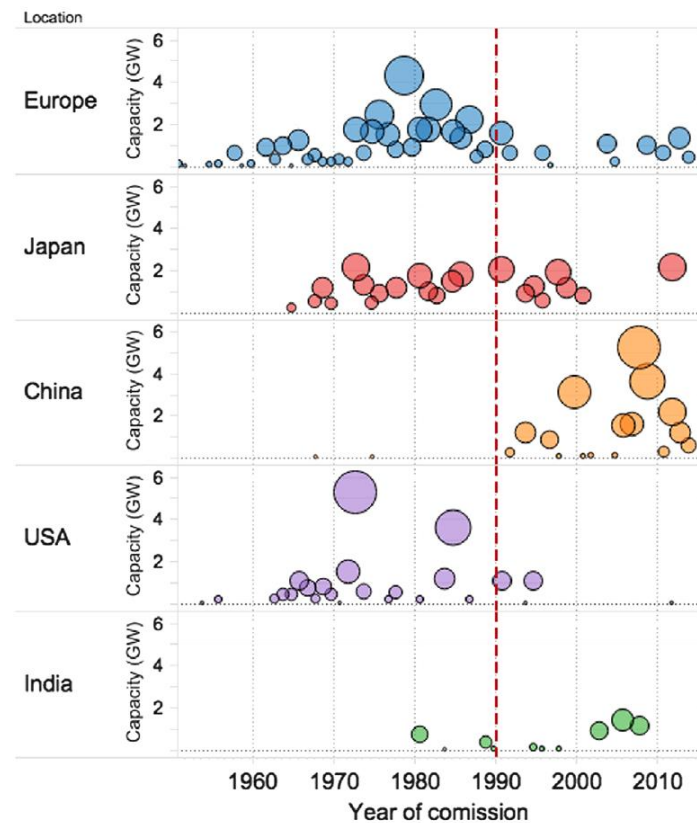 Location
Europe
Capacity (GW)
6
4
2
Japan
Capacity (GW)
6
4
2
China
Capacity (GW)
6
4
2
USA
Capacity (GW)
6
4
2
India
Capacity (GW)
6
4
2
1960 1970 1980 1990 2000 2010
Year of comission